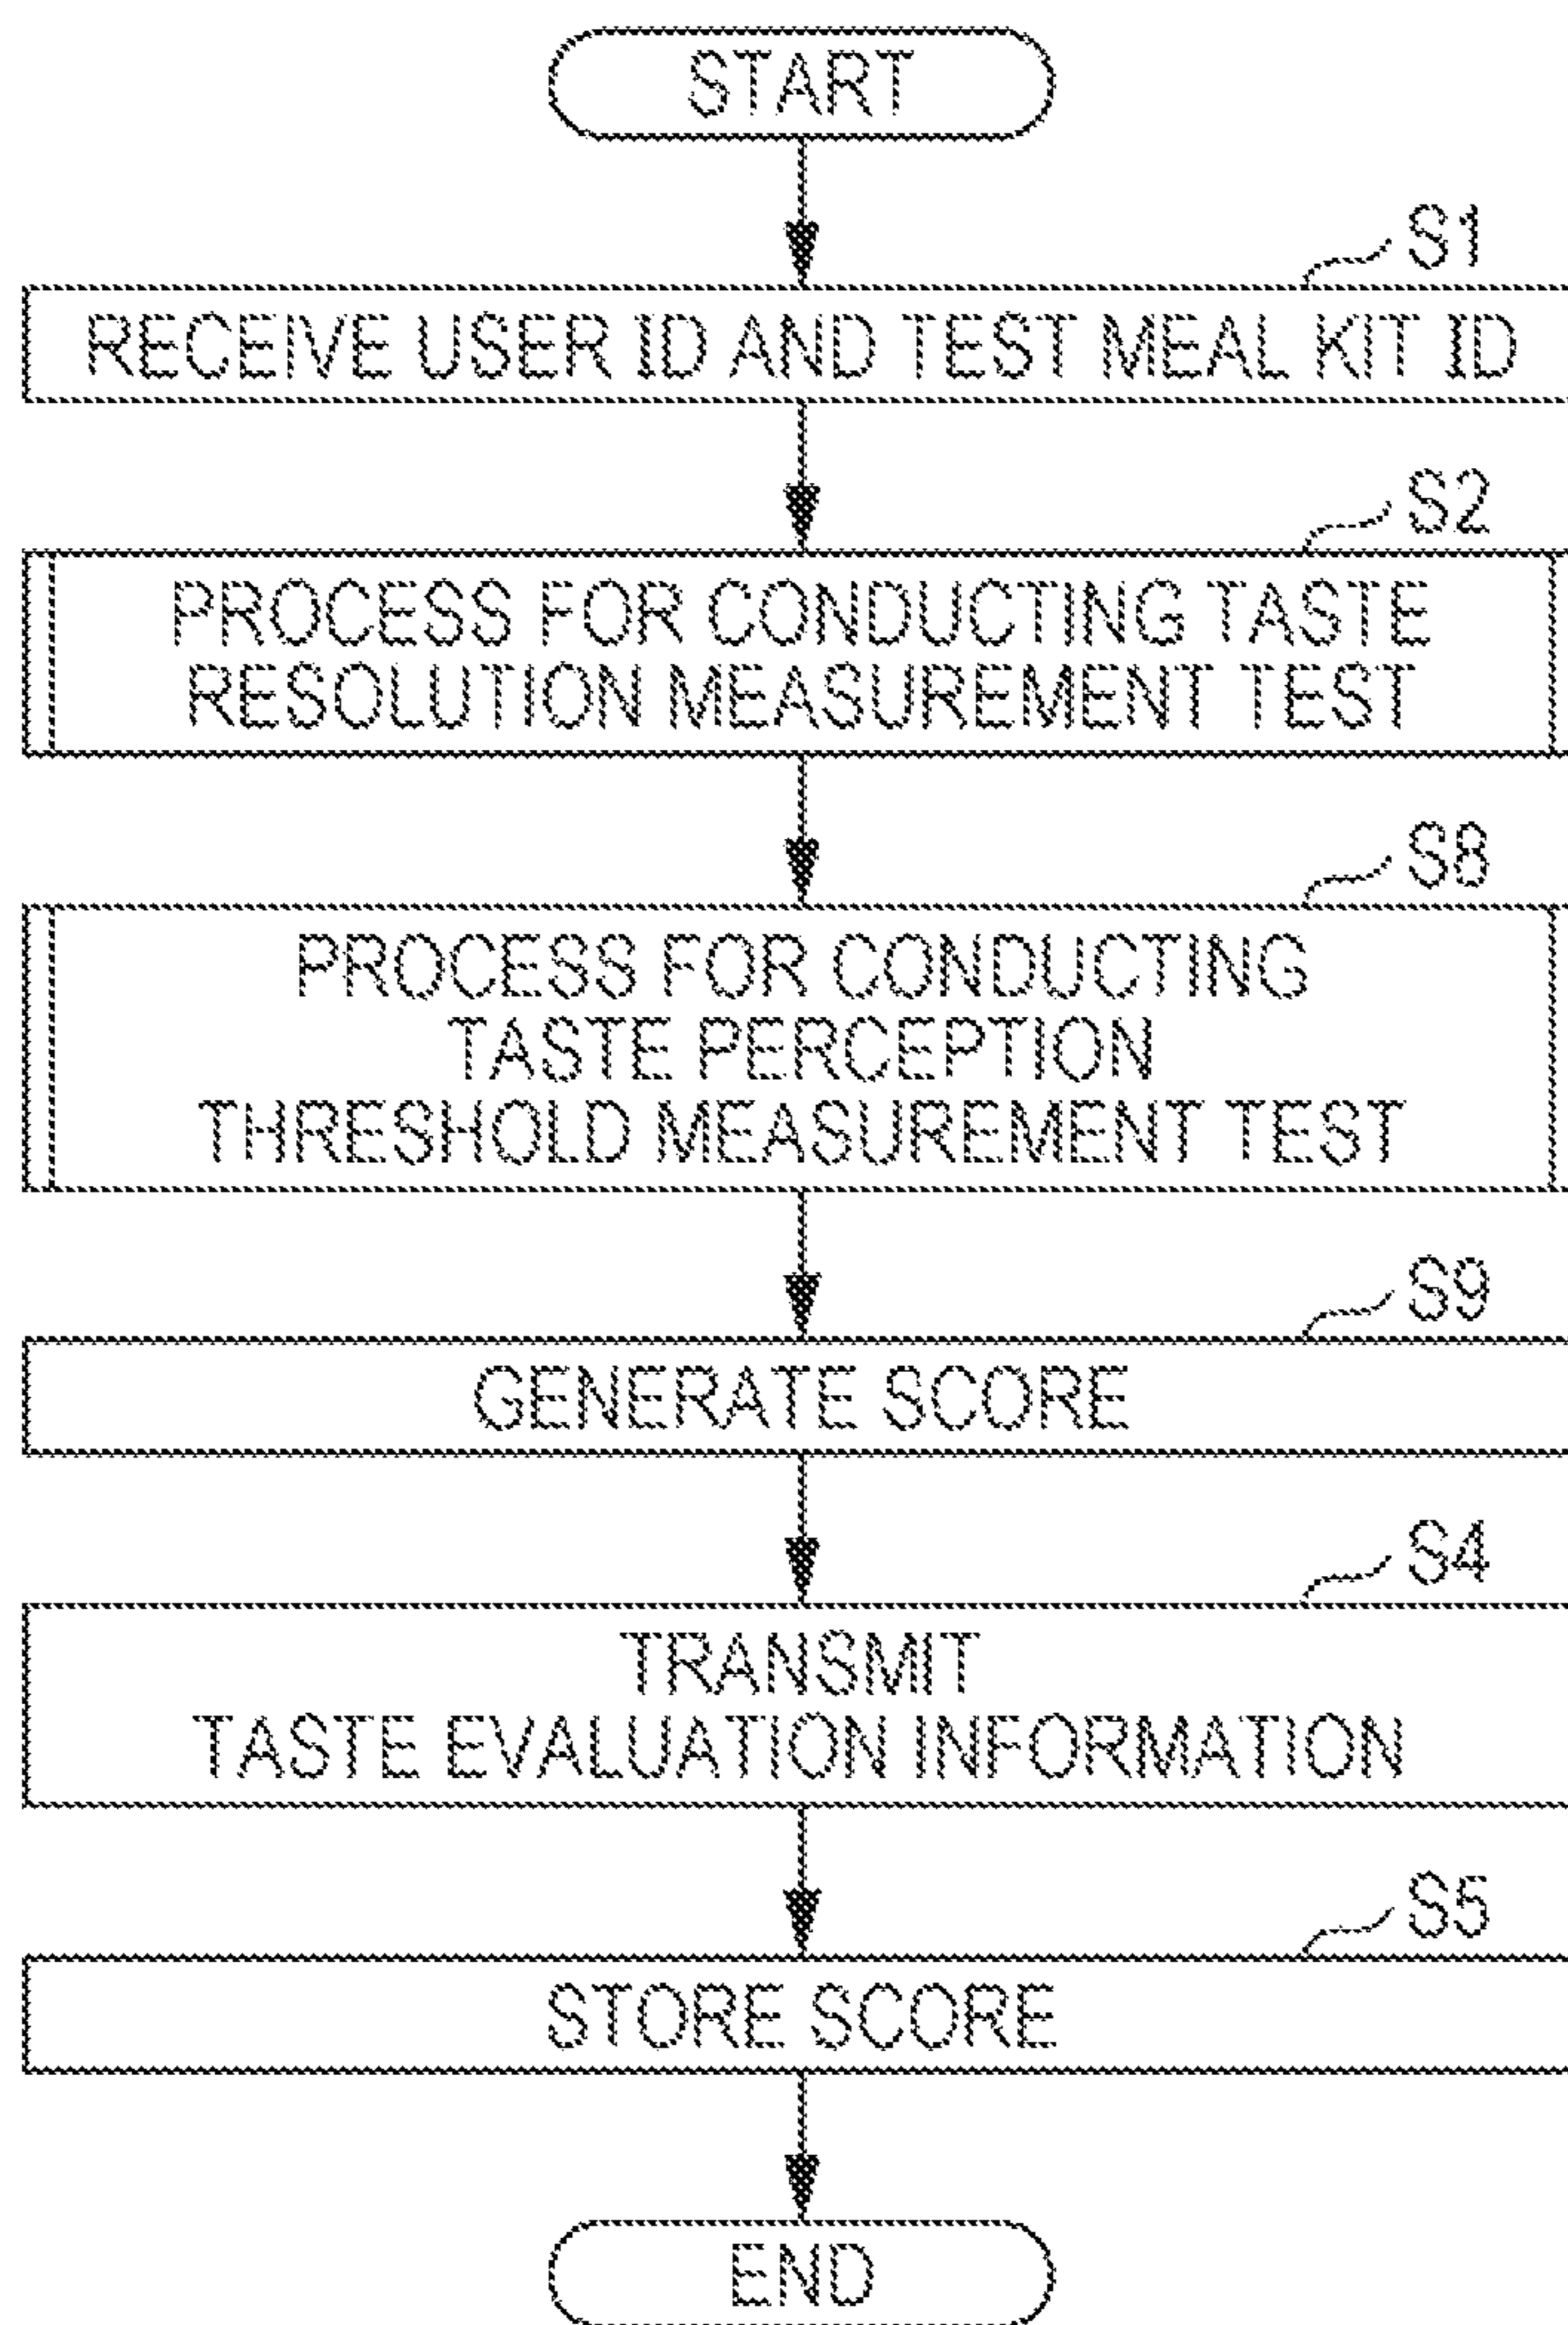 START
S1
RECEIVE USER ID AND TEST MEAL KIT ID
S2
PROCESS FOR CONDUCTING TASTE
RESOLUTION MEASUREMENT TEST
S8
PROCESS FOR CONDUCTING
TASTE PERCEPTION
THRESHOLD MEASUREMENT TEST
S9
GENERATE SCORE
S4
TRANSMIT
TASTE EVALUATION INFORMATION
S5
STORE SCORE
END